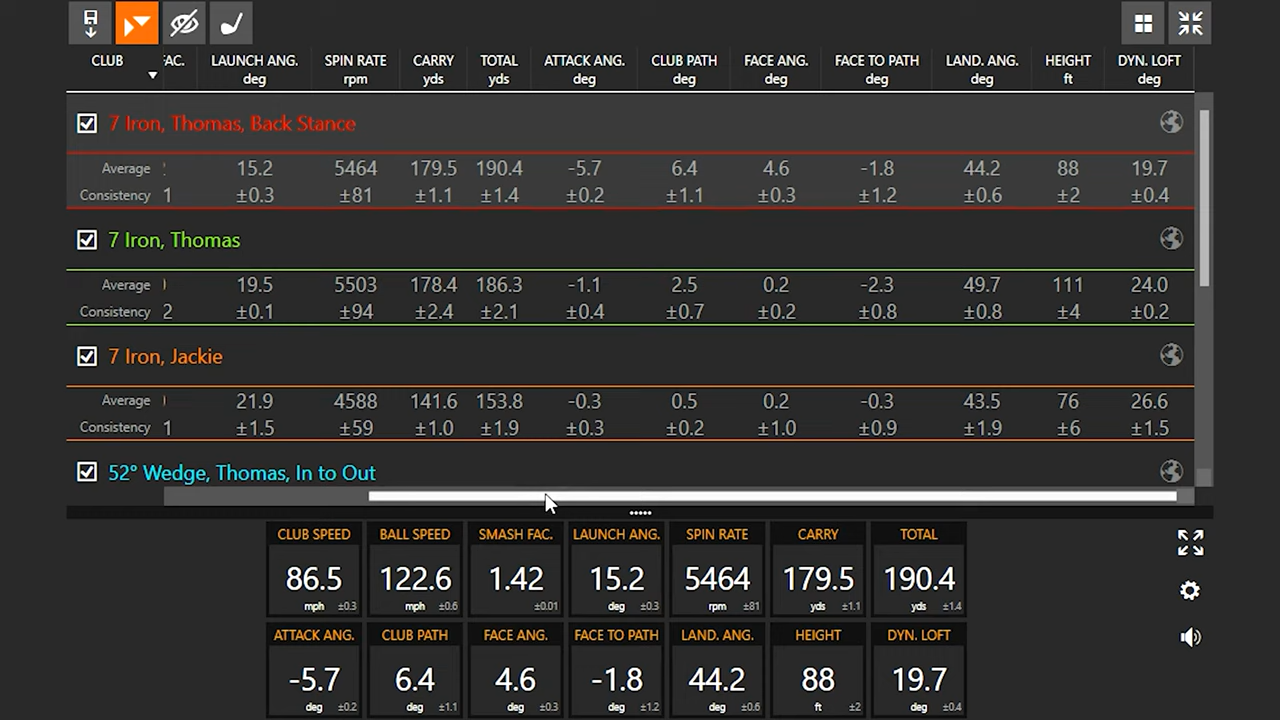 CLUB FAC. LAUNCH ANG. SPIN RATE CARRY TOTAL ATTACK ANG. CLUB PATH FACE ANG. FACE TO PATH LAND. ANG. HEIGHT DYN. LOFT
deg rpm yds yds deg deg deg deg deg ft deg
7 Iron, Thomas, Back Stance
Average 15.2 5464 179.5 190.4 -5.7 6.4 4.6 -1.8 44.2 88 19.7
Consistency 1 ±0.3 ±81 ±1.1 ±1.4 ±0.2 ±1.1 ±0.3 ±1.2 ±0.6 ±2 ±0.4
7 Iron, Thomas
Average 19.5 5503 178.4 186.3 -1.1 2.5 0.2 -2.3 49.7 111 24.0
Consistency 2 ±0.1 ±94 ±2.4 ±2.1 ±0.4 ±0.7 ±0.2 ±0.8 ±0.8 ±4 ±0.2
7 Iron, Jackie
Average 21.9 4588 141.6 153.8 -0.3 0.5 0.2 -0.3 43.5 76 26.6
Consistency 1 ±1.5 ±59 ±1.0 ±1.9 ±0.3 ±0.2 ±1.0 ±0.9 ±1.9 ±6 ±1.5
52° Wedge, Thomas, In to Out
CLUB SPEED BALL SPEED SMASH FAC. LAUNCH ANG. SPIN RATE CARRY TOTAL
86.5 122.6 1.42 15.2 5464 179.5 190.4
mph ±0.3 mph ±0.6 ±0.01 deg ±0.3 rpm ±81 yds ±1.1 yds ±1.4
ATTACK ANG. CLUB PATH FACE ANG. FACE TO PATH LAND. ANG. HEIGHT DYN. LOFT
-5.7 6.4 4.6 -1.8 44.2 88 19.7
deg ±0.2 deg ±1.1 deg ±0.3 deg ±1.2 deg ±0.6 ft ±2 deg ±0.4